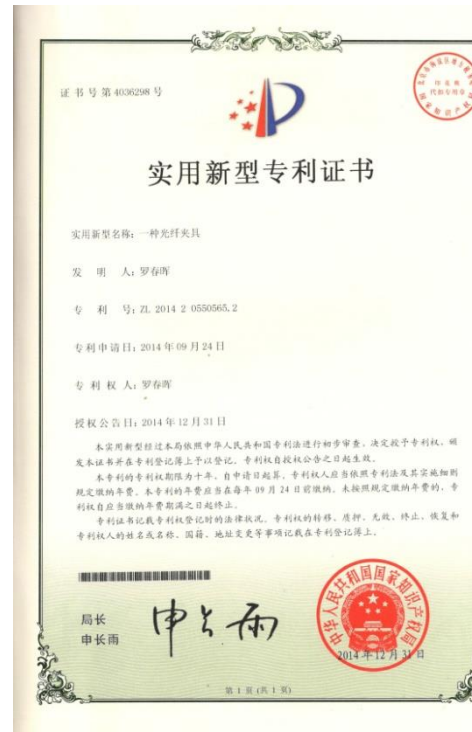 证书号第4036298号
印花税
代扣专用章
实用新型专利证书
实用新型名称：一种光纤夹具
发 明 人：罗春晖
专 利 号：ZL 2014 2 0550565.2
专利申请日：2014年09月24日
专 利 权 人：罗春晖
授权公告日：2014年12月31日
本实用新型经过本局依照中华人民共和国专利法进行初步审查，决定授予专利权，颁
发本证书并在专利登记簿上予以登记。专利权自授权公告之日起生效。
本专利的专利权期限为十年，自申请日起算。专利权人应当依照专利法及其实施细则
规定缴纳年费。本专利的年费应当在每年09月24日前缴纳。未按照规定缴纳年费的，专
利权自应当缴纳年费期满之日起终止。
专利证书记载专利权登记时的法律状况。专利权的转移、质押、无效、终止、恢复和
专利权人的姓名或名称、国籍、地址变更等事项记载在专利登记簿上。
局长
申长雨
申长雨
中华人民共和国国家知识产权局
2014年12月31日
第 1 页 (共 1 页)